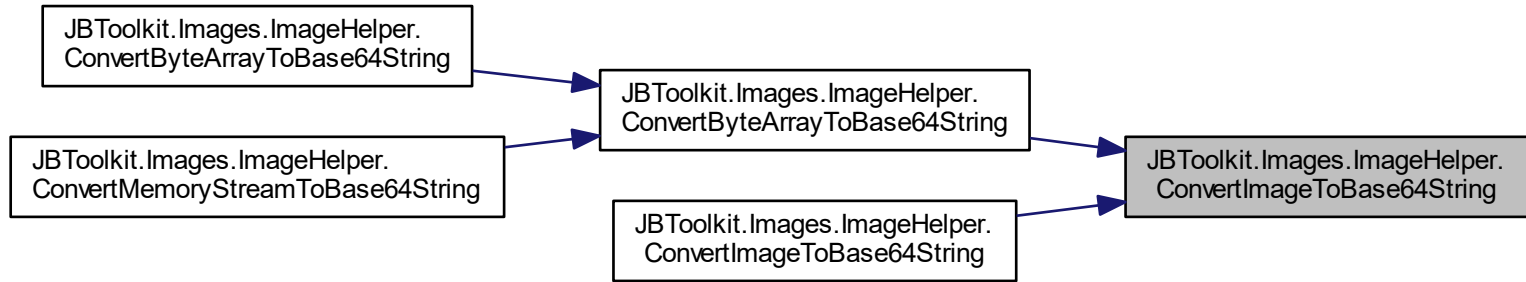 JBToolkit.Images.ImageHelper.
ConvertByteArrayToBase64String
JBToolkit.Images.ImageHelper.
ConvertMemoryStreamToBase64String
JBToolkit.Images.ImageHelper.
ConvertByteArrayToBase64String
JBToolkit.Images.ImageHelper.
ConvertImageToBase64String
JBToolkit.Images.ImageHelper.
ConvertImageToBase64String